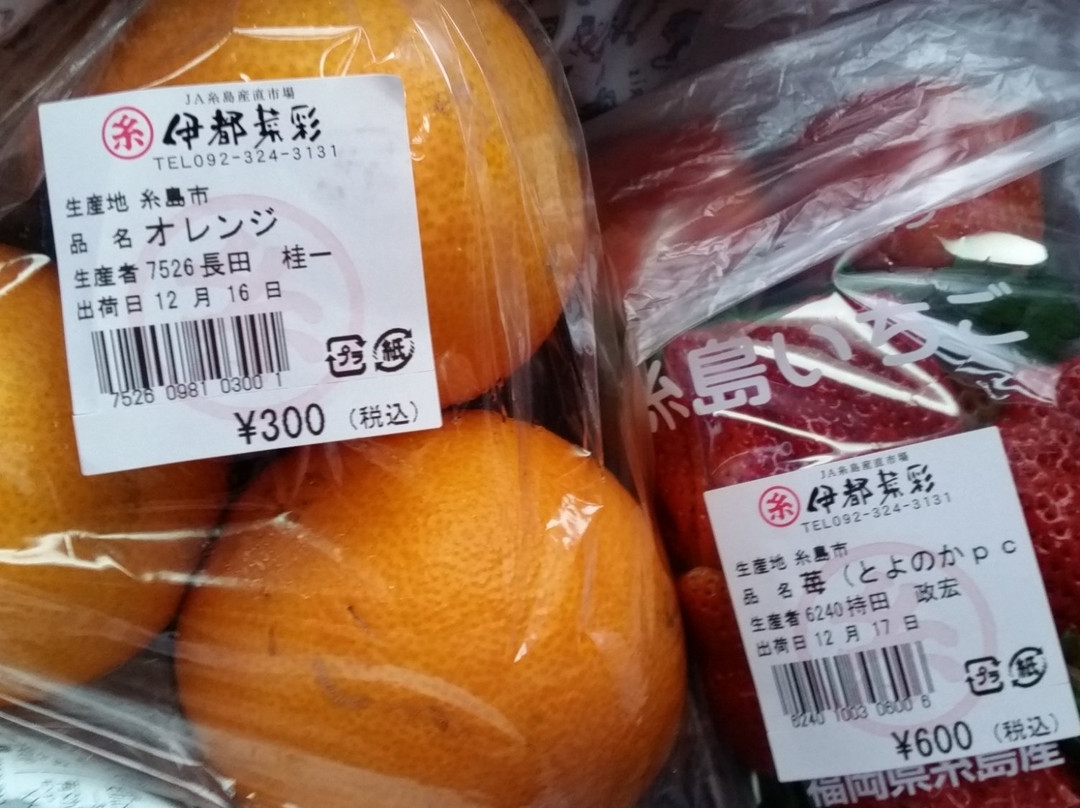 JA糸島産直市場
糸 伊都菜彩
TEL092-324-3131
生産地 糸島市
品 名 オレンジ
生産者 7526 長田 桂一
出荷日 12 月 16 日
7526 0981 0300 1
プラ 紙
¥300 (税込)
糸島いちご
JA糸島産直市場
糸 伊都菜彩
TEL092-324-3131
生産地 糸島市
品 名 苺 (とよのかpc
生産者 6240 持田 政宏
出荷日 12 月 17 日
6240 1003 0600 6
プラ 紙
¥600 (税込)
福岡県糸島産